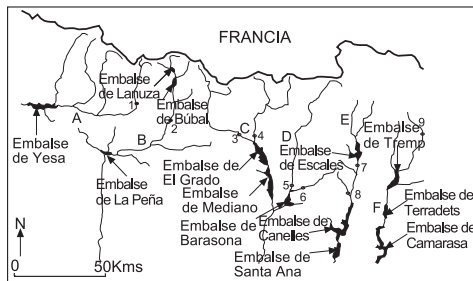 FRANCIA
Embalse
de Lanuza
Embalse
de Búbal
A
1
2
B
Embalse
de Yesa
Embalse
de La Peña
3
C
4
D
E
9
Embalse
de Tremp
Embalse
de Escales
7
Embalse de
El Grado
Embalse
de Mediano
5
6
8
F
Embalse de
Barasona
Embalse de
Canelles
Embalse de
Santa Ana
Embalse
de
Terradets
Embalse de
Camarasa
N
0
50Kms